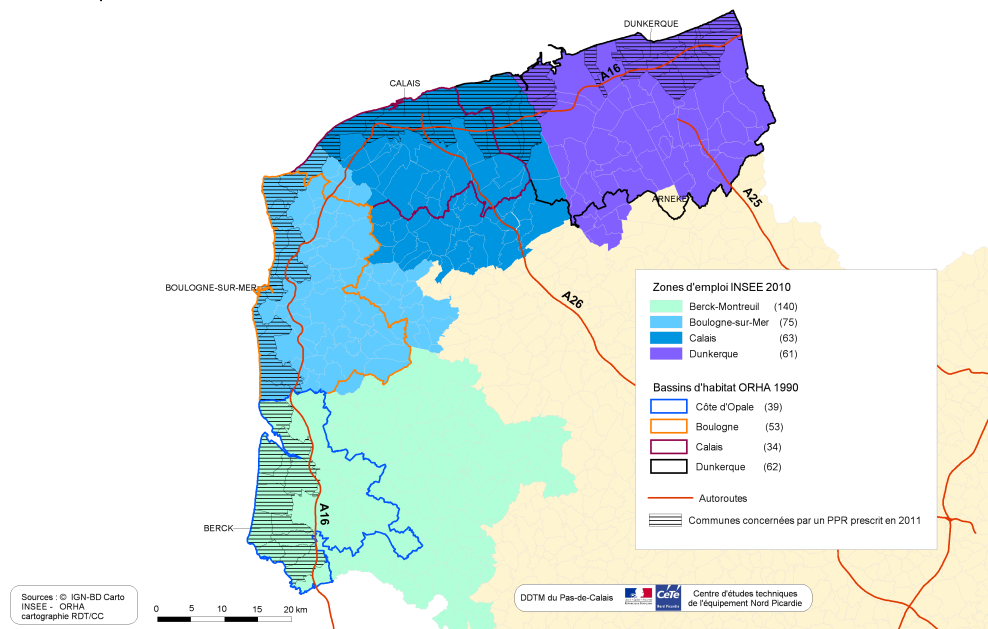 DUNKERQUE
A16
CALAIS
A25
ARNEKE
BOULOGNE-SUR-MER
A26
Zones d'emploi INSEE 2010
Berck-Montreuil (140)
Boulogne-sur-Mer (75)
Calais (63)
Dunkerque (61)
Bassins d'habitat ORHA 1990
Côte d'Opale (39)
Boulogne (53)
Calais (34)
Dunkerque (62)
Autoroutes
Communes concernées par un PPR prescrit en 2011
A16
BERCK
Sources : © IGN-BD Carto
INSEE - ORHA
cartographie RDT/CC
0 5 10 15 20 km
DDTM du Pas-de-Calais
CeTe
Nord Picardie
Centre d'études techniques
de l'équipement Nord Picardie